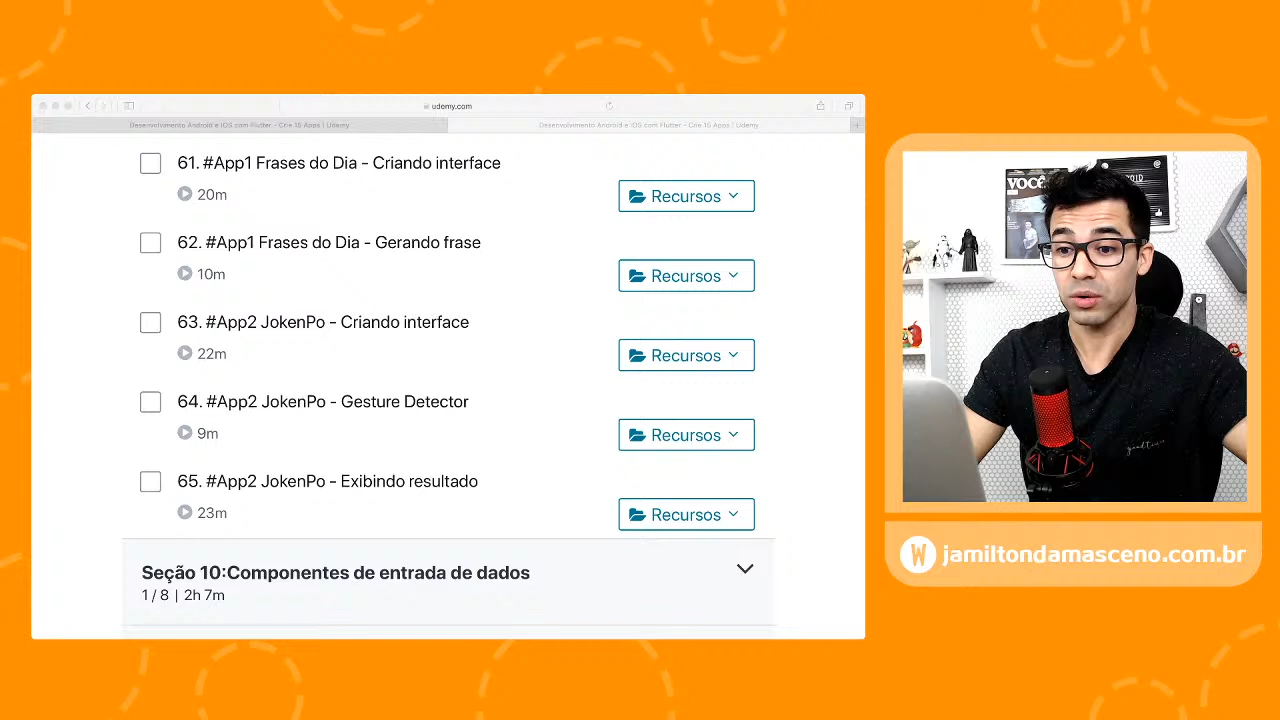 udemy.com
Desenvolvimento Android e IOS com Flutter - Crie 15 Apps | Udemy
Desenvolvimento Android e IOS com Flutter - Crie 15 Apps | Udemy
61. #App1 Frases do Dia - Criando interface
20m
Recursos
62. #App1 Frases do Dia - Gerando frase
10m
Recursos
63. #App2 JokenPo - Criando interface
22m
Recursos
64. #App2 JokenPo - Gesture Detector
9m
Recursos
65. #App2 JokenPo - Exibindo resultado
23m
Recursos
Seção 10:Componentes de entrada de dados
1 / 8 | 2h 7m
VOCÊ
W jamiltondamasceno.com.br